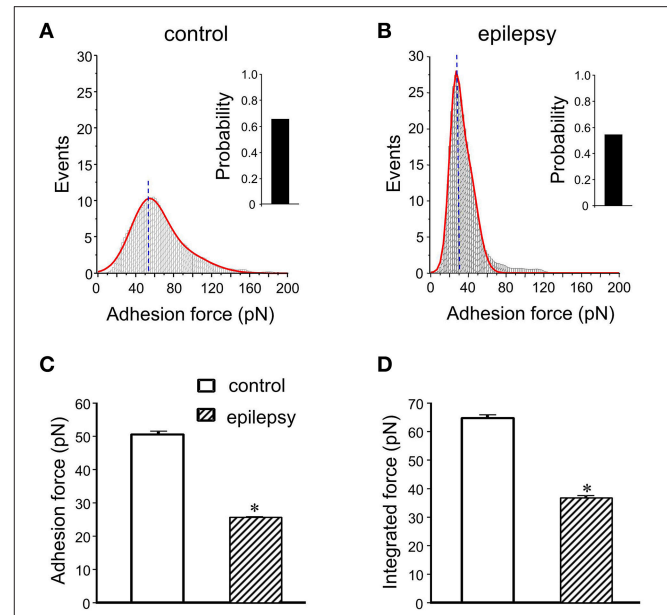 A
control
30
25
20
15
10
5
0
Events
0 40 80 120 160 200
Adhesion force (pN)
1.0
0.8
0.6
0.4
0.2
0
Probability
B
epilepsy
30
25
20
15
10
5
0
Events
0 40 80 120 160 200
Adhesion force (pN)
1.0
0.8
0.6
0.4
0.2
0
Probability
C
control
epilepsy
60
50
40
30
20
10
0
Adhesion force (pN)
*
D
70
60
50
40
30
20
10
0
Integrated force (pN)
*